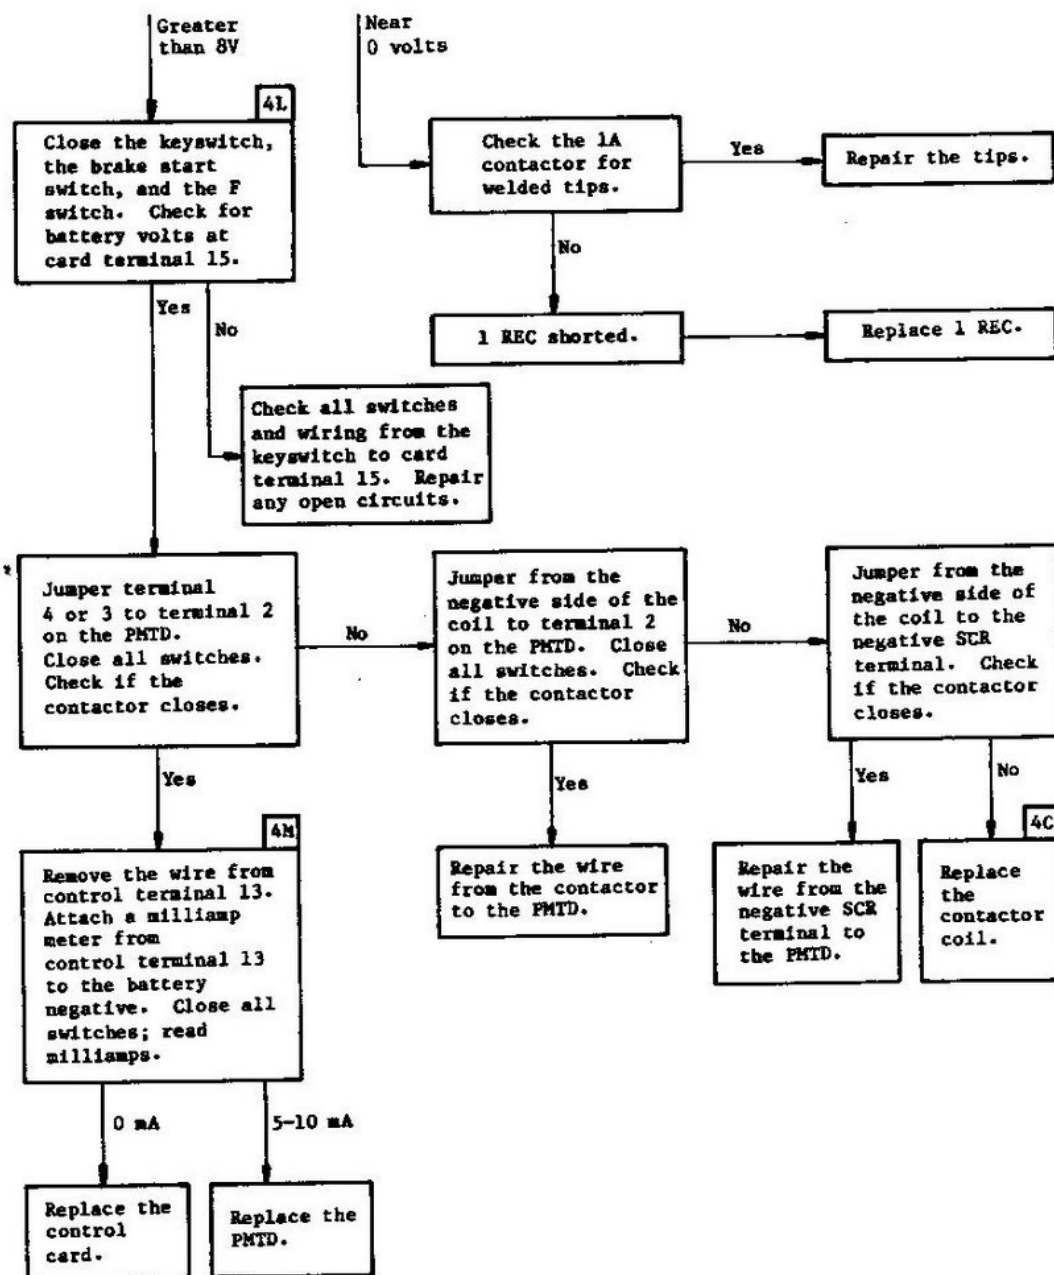 Greater
than 8V
Near
0 volts
4L
Close the keyswitch,
the brake start
switch, and the F
switch. Check for
battery volts at
card terminal 15.
Check the 1A
contactor for
welded tips.
Yes
Repair the tips.
No
1 REC shorted.
Replace 1 REC.
Yes
No
Check all switches
and wiring from the
keyswitch to card
terminal 15. Repair
any open circuits.
Jumper terminal
4 or 3 to terminal 2
on the PMTD.
Close all switches.
Check if the
contactor closes.
No
Jumper from the
negative side of the
coil to terminal 2
on the PMTD. Close
all switches. Check
if the contactor
closes.
No
Jumper from the
negative side of
the coil to the
negative SCR
terminal. Check
if the contactor
closes.
Yes
Yes
Yes
No
4M
Remove the wire from
control terminal 13.
Attach a milliamp
meter from
control terminal 13
to the battery
negative. Close all
switches; read
milliamps.
Repair the wire
from the contactor
to the PMTD.
Repair the
wire from the
negative SCR
terminal to
the PMTD.
4C
Replace
the
contactor
coil.
0 mA
5-10 mA
Replace the
control
card.
Replace the
PMTD.